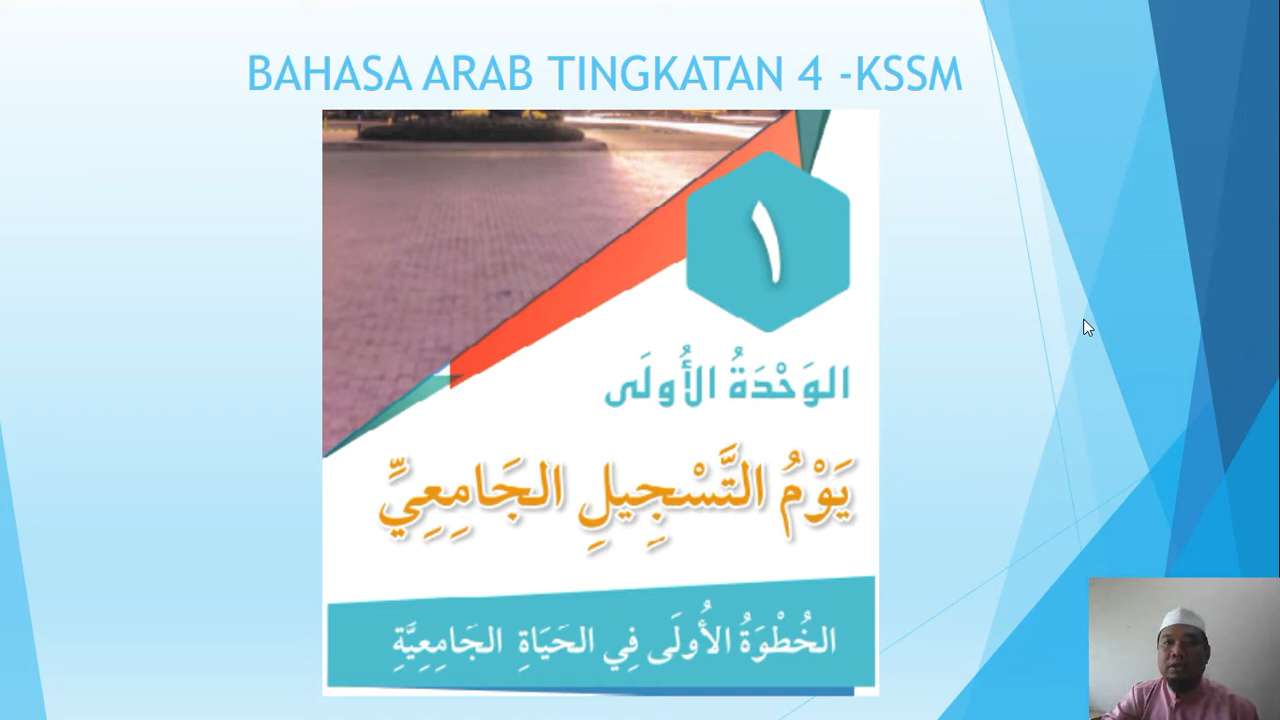 BAHASA ARAB TINGKATAN 4 -KSSM
١
الوَحْدَةُ الأُولَى
يَوْمُ التَّسْجِيلِ الجَامِعِيِّ
الخُطْوَةُ الأُولَى فِي الحَيَاةِ الجَامِعِيَّةِ